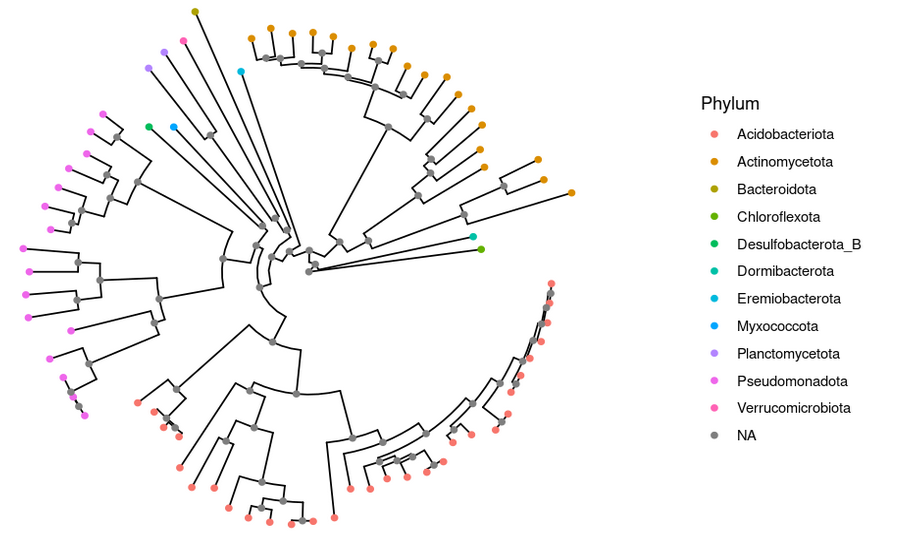 Phylum
Acidobacteriota
Actinomycetota
Bacteroidota
Chloroflexota
Desulfobacterota_B
Dormibacterota
Eremiobacterota
Myxococcota
Planctomycetota
Pseudomonadota
Verrucomicrobiota
NA